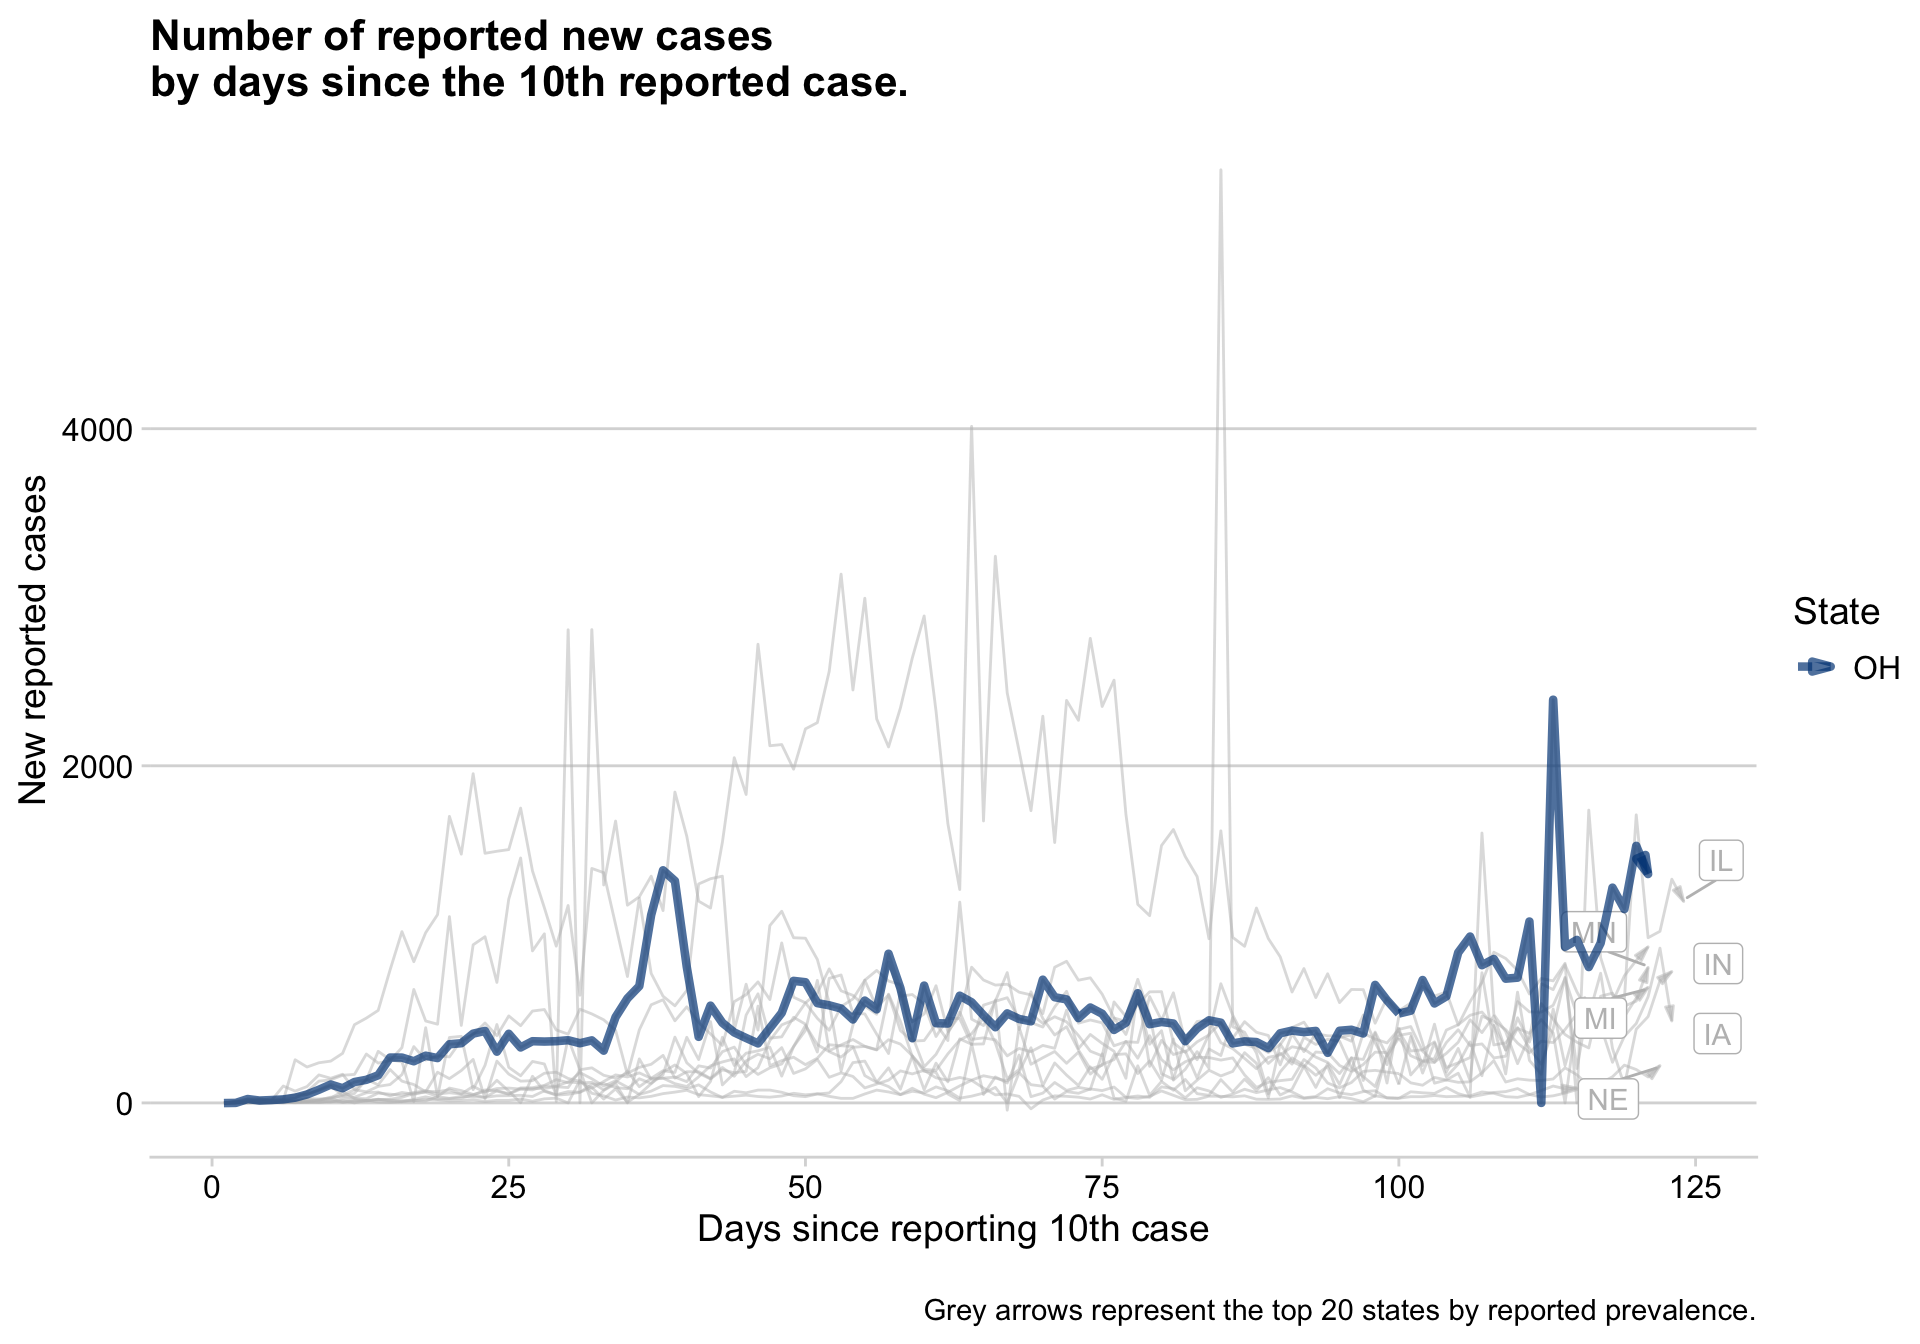 Number of reported new cases
by days since the 10th reported case.
New reported cases
4000
2000
0
IL
MN
IN
MI
IA
NE
0 25 50 75 100 125
Days since reporting 10th case
State
OH
Grey arrows represent the top 20 states by reported prevalence.